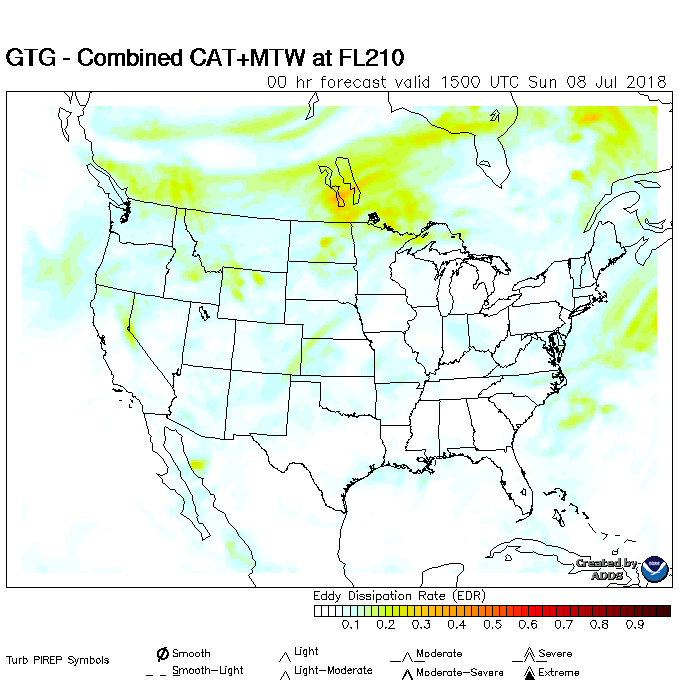 GTG - Combined CAT+MTW at FL210
00 hr forecast valid 1500 UTC Sun 08 Jul 2018
Created by
ADDS
Eddy Dissipation Rate (EDR)
0.1 0.2 0.3 0.4 0.5 0.6 0.7 0.8 0.9
Turb PIREP Symbols
Smooth Light Moderate Severe
Smooth-Light Light-Moderate Moderate-Severe Extreme